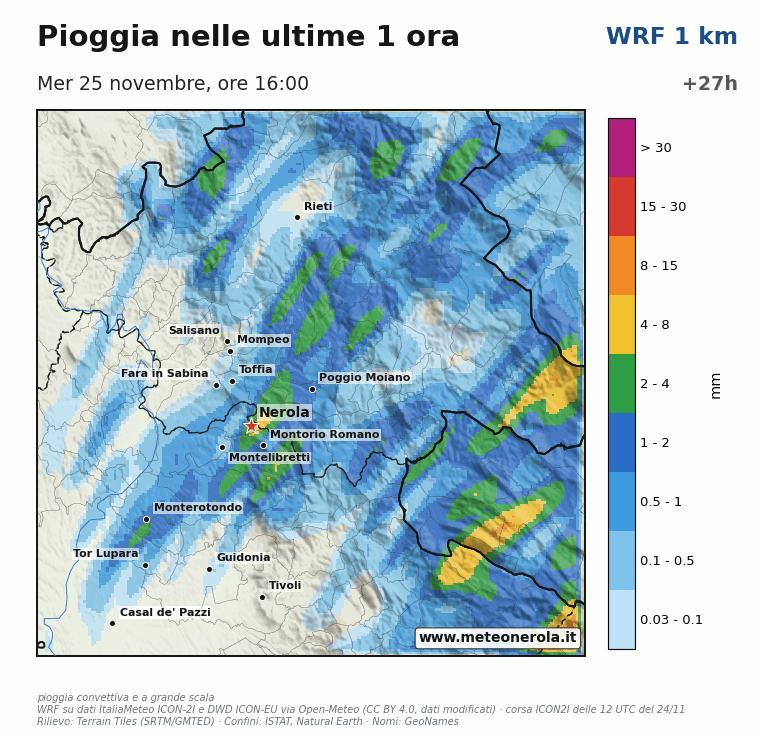 Pioggia nelle ultime 1 ora
WRF 1 km
Mer 25 novembre, ore 16:00
+27h
> 30
15 - 30
8 - 15
4 - 8
2 - 4
1 - 2
0.5 - 1
0.1 - 0.5
0.03 - 0.1
mm
Rieti
Salisano
Mompeo
Fara in Sabina
Toffia
Poggio Moiano
Nerola
Montorio Romano
Montelibretti
Monterotondo
Tor Lupara
Guidonia
Tivoli
Casal de' Pazzi
www.meteonerola.it
pioggia convettiva e a grande scala
WRF su dati ItaliaMeteo ICON-2I e DWD ICON-EU via Open-Meteo (CC BY 4.0, dati modificati) · corsa ICON2I delle 12 UTC del 24/11
Rilievo: Terrain Tiles (SRTM/GMTED) · Confini: ISTAT, Natural Earth · Nomi: GeoNames